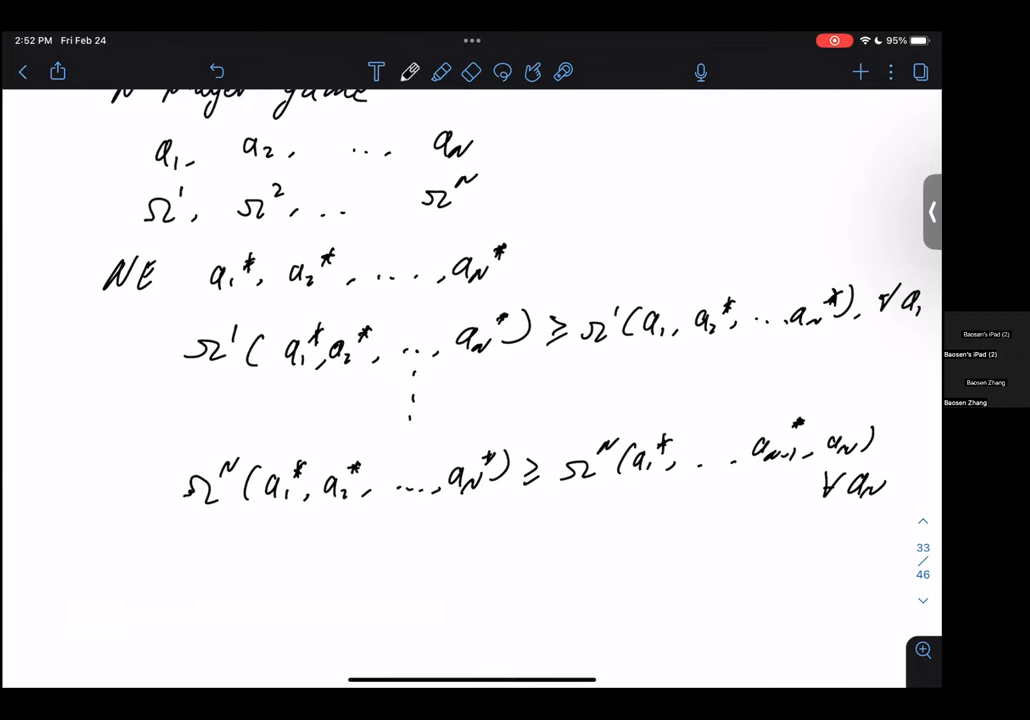 2:52 PM Fri Feb 24
95%
N Player game
a₁, a₂, ..., a_N
Ω¹, Ω², ... Ω^N
NE a₁*, a₂*, ...., a_N*
Ω¹(a₁*, a₂*, ..., a_N*) ≥ Ω¹(a₁, a₂*, ... a_N*), ∀ a₁
⋮
Ω^N(a₁*, a₂*, ...., a_N*) ≥ Ω^N(a₁*, ... a_{N-1}*, a_N)
∀ a_N
33
/
46
Baosen's iPad (2)
Baosen's iPad (2)
Baosen Zhang
Baosen Zhang